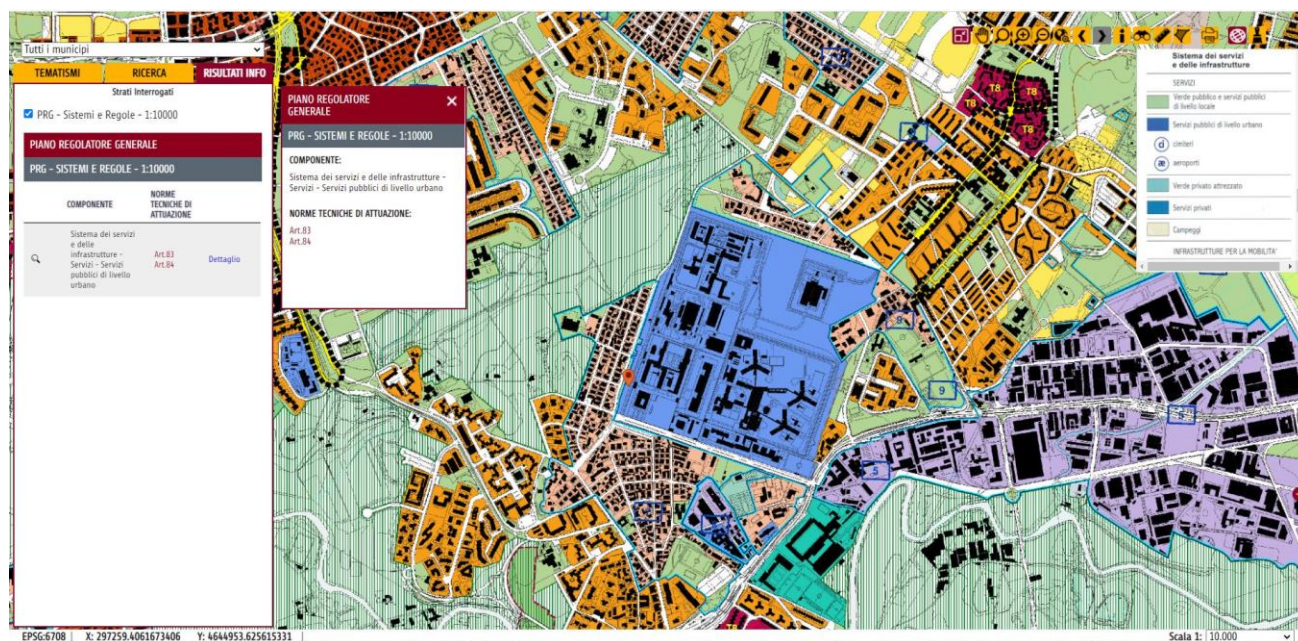 Tutti i municipi
TEMATISMI
RICERCA
RISULTATI INFO
Strati Interrogati
PRG - Sistemi e Regole - 1:10000
PIANO REGOLATORE GENERALE
PRG - SISTEMI E REGOLE - 1:10000
COMPONENTE
NORME
TECNICHE DI
ATTUAZIONE
Sistema dei servizi
e delle
infrastrutture -
Servizi - Servizi
pubblici di livello
urbano
Art.83
Art.84
Dettaglio
PIANO REGOLATORE
GENERALE
PRG - SISTEMI E REGOLE - 1:10000
COMPONENTE:
Sistema dei servizi e delle infrastrutture -
Servizi - Servizi pubblici di livello urbano
NORME TECNICHE DI ATTUAZIONE:
Art.83
Art.84
T8
T8
T8
9
9
5
Sistema dei servizi
e delle infrastrutture
SERVIZI
Verde pubblico e servizi pubblici
di livello locale
Servizi pubblici di livello urbano
d
cimiteri
æ
aeroporti
Verde privato attrezzato
Servizi privati
Campeggi
INFRASTRUTTURE PER LA MOBILITA'
EPSG:6708
X: 297259.4061673406
Y: 4644953.625615331
Scala 1:
10.000